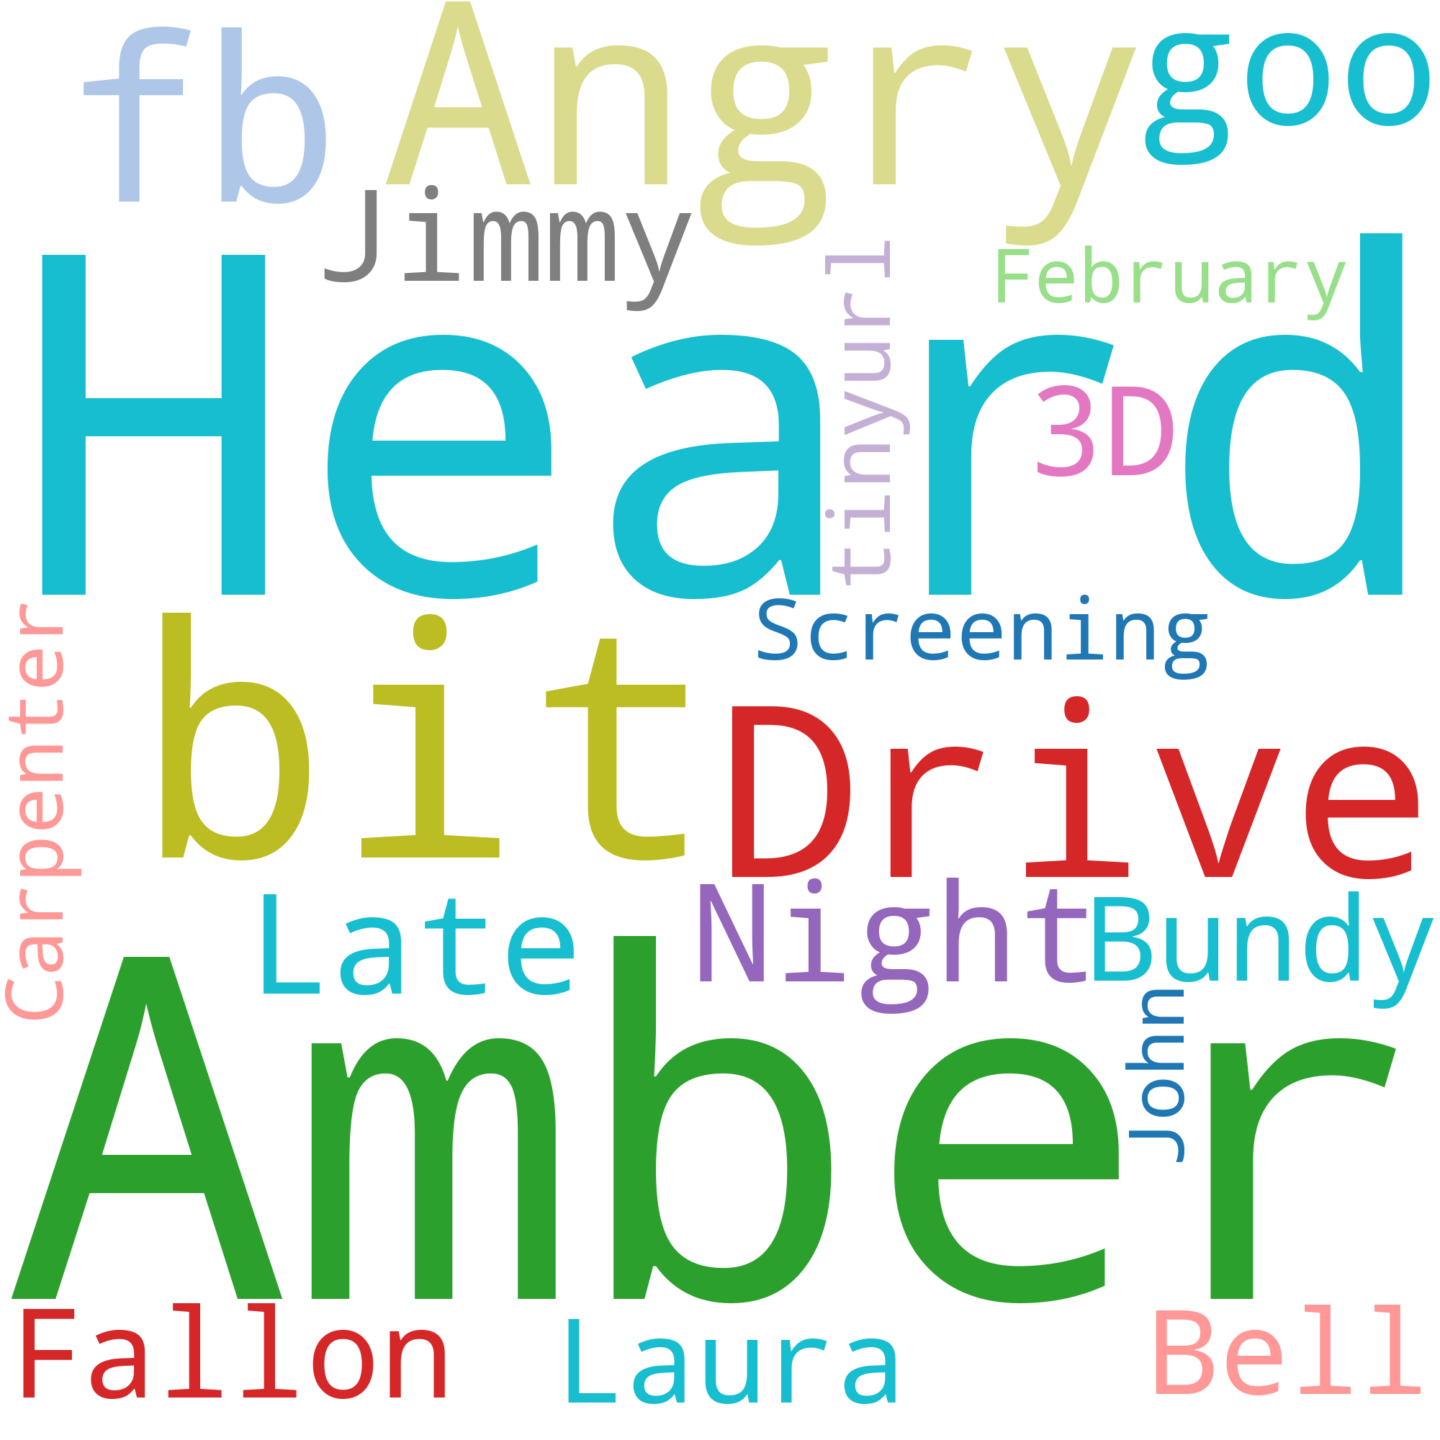 fb
Angry
goo
Jimmy
tinyurl
February
Heard
3D
Screening
Carpenter
bit
Drive
Late
Night
Bundy
John
Amber
Fallon
Laura
Bell